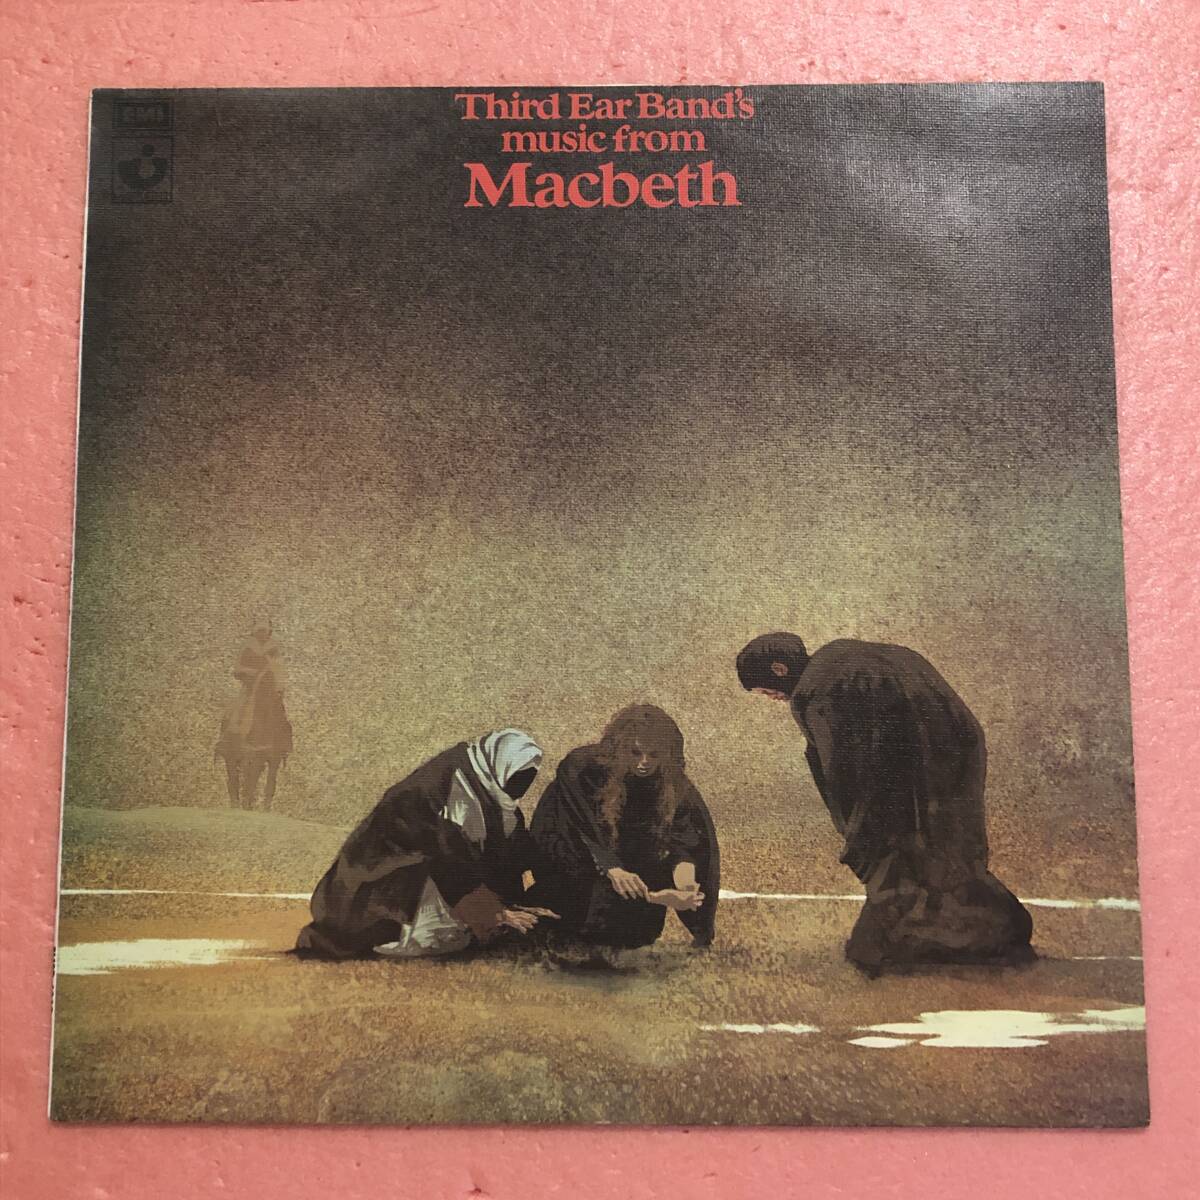 EMI
Third Ear Band's
music from
Macbeth